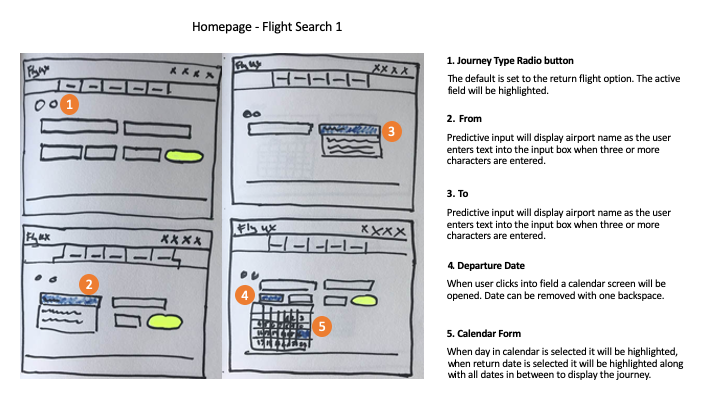 Homepage - Flight Search 1
Fly ux
XXXX
1
Fly ux
XXXX
3
Fly ux
XXXX
2
Fly ux
XXXX
4
5
1. Journey Type Radio button
The default is set to the return flight option. The active
field will be highlighted.
2. From
Predictive input will display airport name as the user
enters text into the input box when three or more
characters are entered.
3. To
Predictive input will display airport name as the user
enters text into the input box when three or more
characters are entered.
4. Departure Date
When user clicks into field a calendar screen will be
opened. Date can be removed with one backspace.
5. Calendar Form
When day in calendar is selected it will be highlighted,
when return date is selected it will be highlighted along
with all dates in between to display the journey.